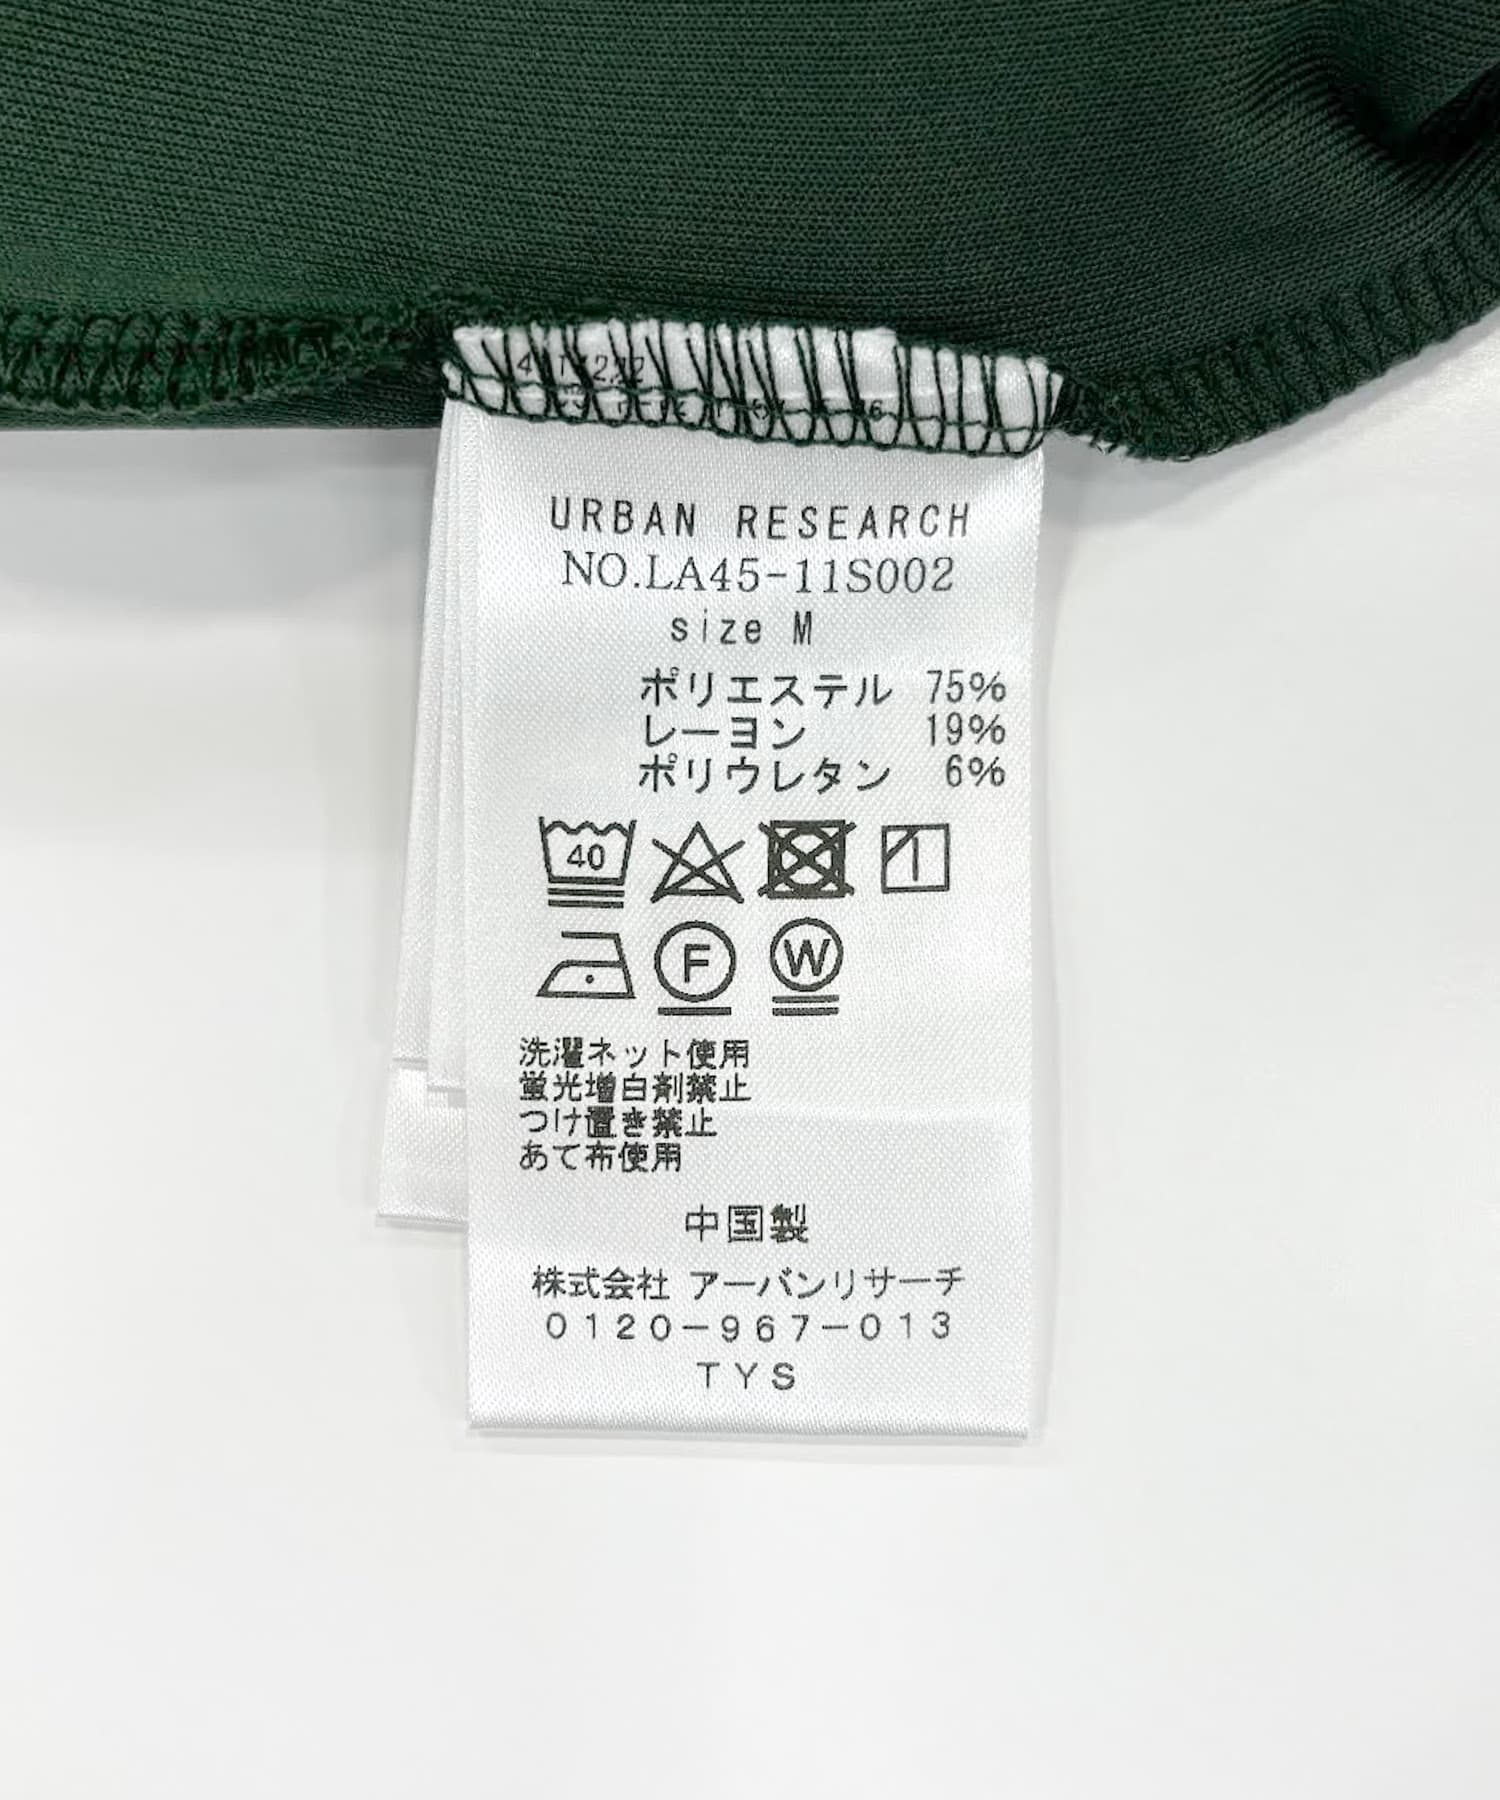 URBAN RESEARCH
NO.LA45-11S002
size M
ポリエステル 75%
レーヨン 19%
ポリウレタン 6%
40
F W
洗濯ネット使用
蛍光増白剤禁止
つけ置き禁止
あて布使用
中国製
株式会社 アーバンリサーチ
0120-967-013
TYS